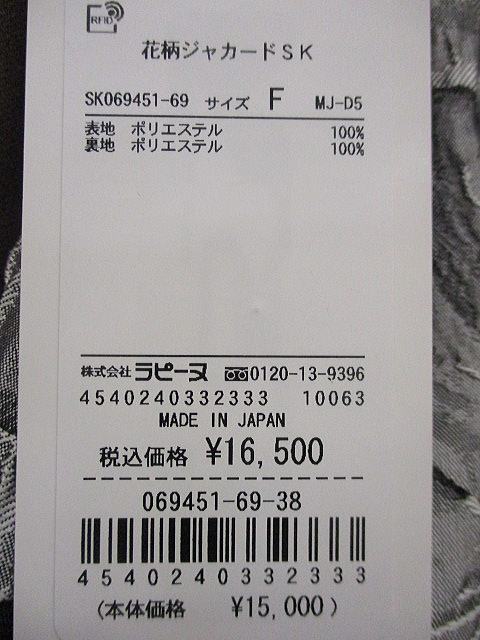 RFID
花柄ジャカードSK
SK069451-69 サイズ F MJ-D5
表地 ポリエステル 100%
裏地 ポリエステル 100%
株式会社 ラピーヌ 0120-13-9396
4540240332333 10063
MADE IN JAPAN
税込価格 ¥16,500
069451-69-38
4540240332333
(本体価格 ¥15,000)